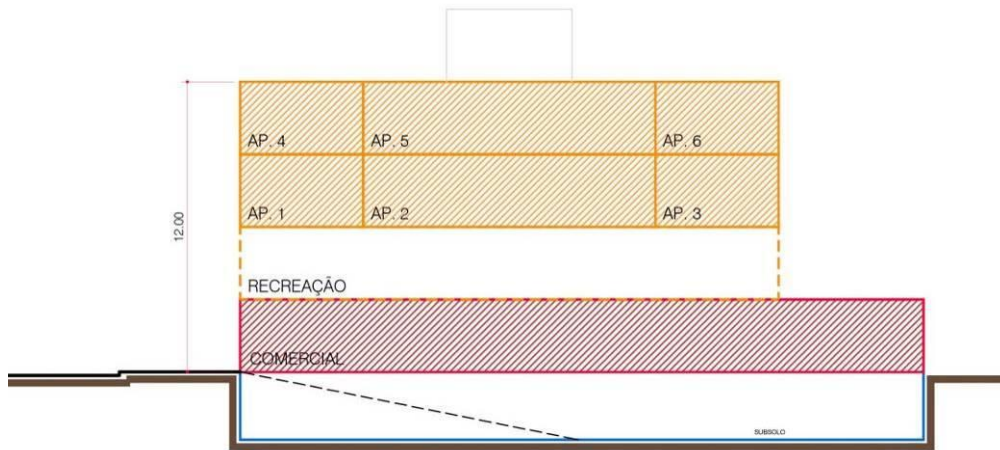 AP. 4 AP. 5 AP. 6
AP. 1 AP. 2 AP. 3
12.00
RECREAÇÃO
COMERCIAL
SUBSOLO